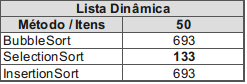 Lista Dinâmica
Método / Itens 50
BubbleSort 693
SelectionSort 133
InsertionSort 693